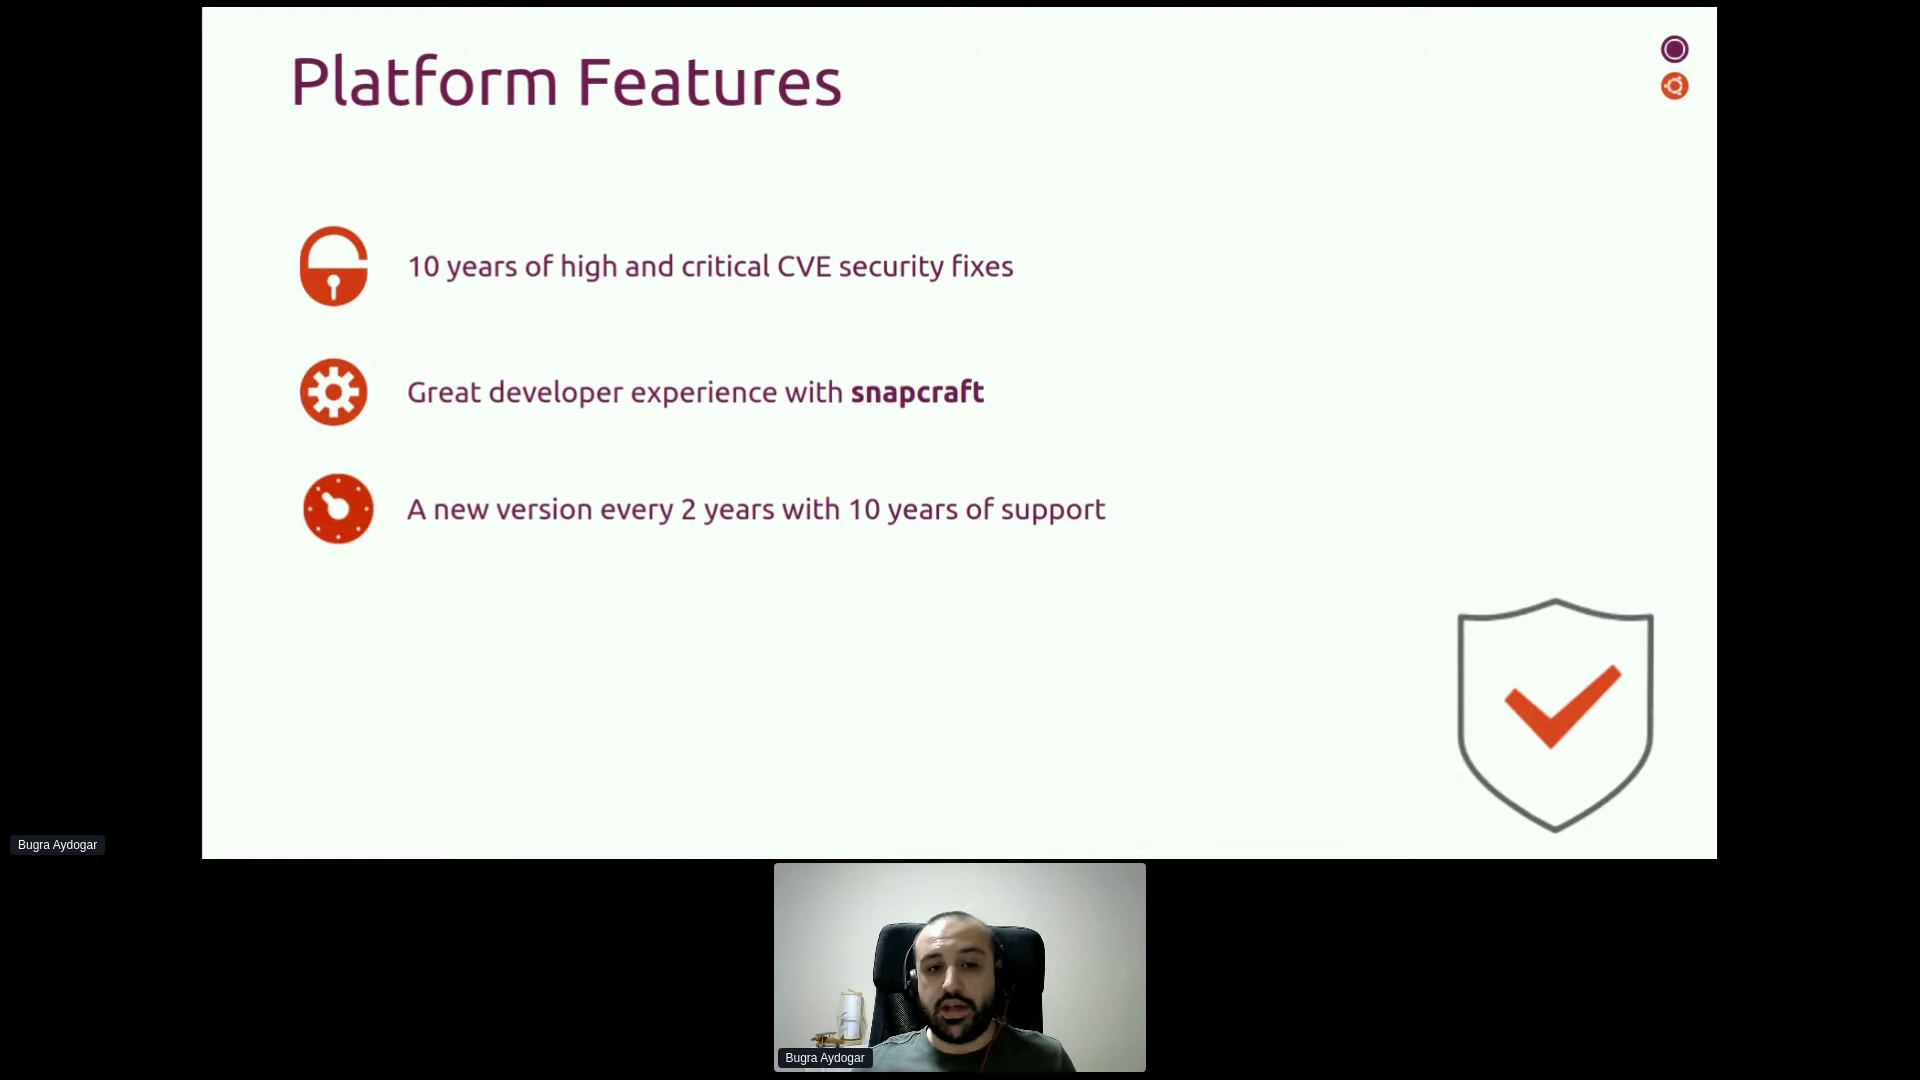 Platform Features
10 years of high and critical CVE security fixes
Great developer experience with snapcraft
A new version every 2 years with 10 years of support
Bugra Aydogar
Bugra Aydogar